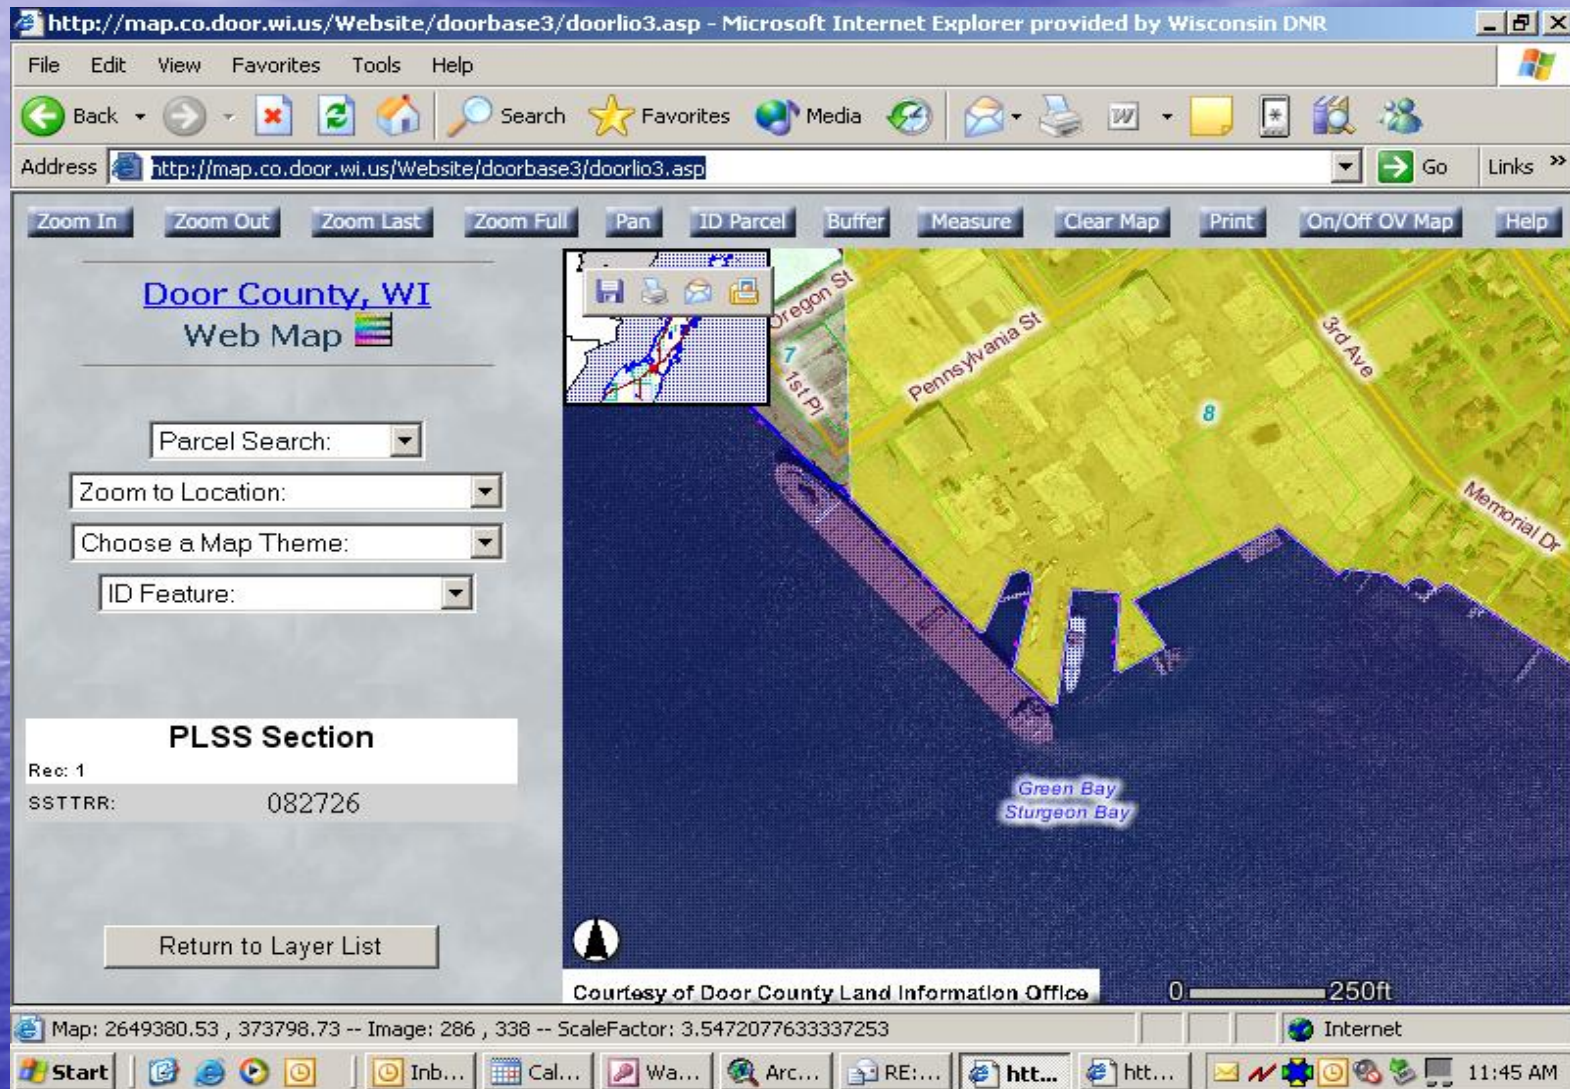 http://map.co.door.wi.us/Website/doorbase3/doorlio3.asp - Microsoft Internet Explorer provided by Wisconsin DNR
File Edit View Favorites Tools Help
Back Search Favorites Media
Address http://map.co.door.wi.us/Website/doorbase3/doorlio3.asp Go Links »
Zoom In Zoom Out Zoom Last Zoom Full Pan ID Parcel Buffer Measure Clear Map Print On/Off OV Map Help
Door County, WI
Web Map
Parcel Search:
Zoom to Location:
Choose a Map Theme:
ID Feature:
PLSS Section
Rec: 1
SSTTRR: 082726
Return to Layer List
Oregon St
7
1st Pl
Pennsylvania St
3rd Ave
8
Memorial Dr
Green Bay
Sturgeon Bay
Courtesy of Door County Land Information Office
0 250ft
Map: 2649380.53 , 373798.73 -- Image: 286 , 338 -- ScaleFactor: 3.5472077633337253
Internet
Start Inb... Cal... Wa... Arc... RE:... htt... htt... 11:45 AM